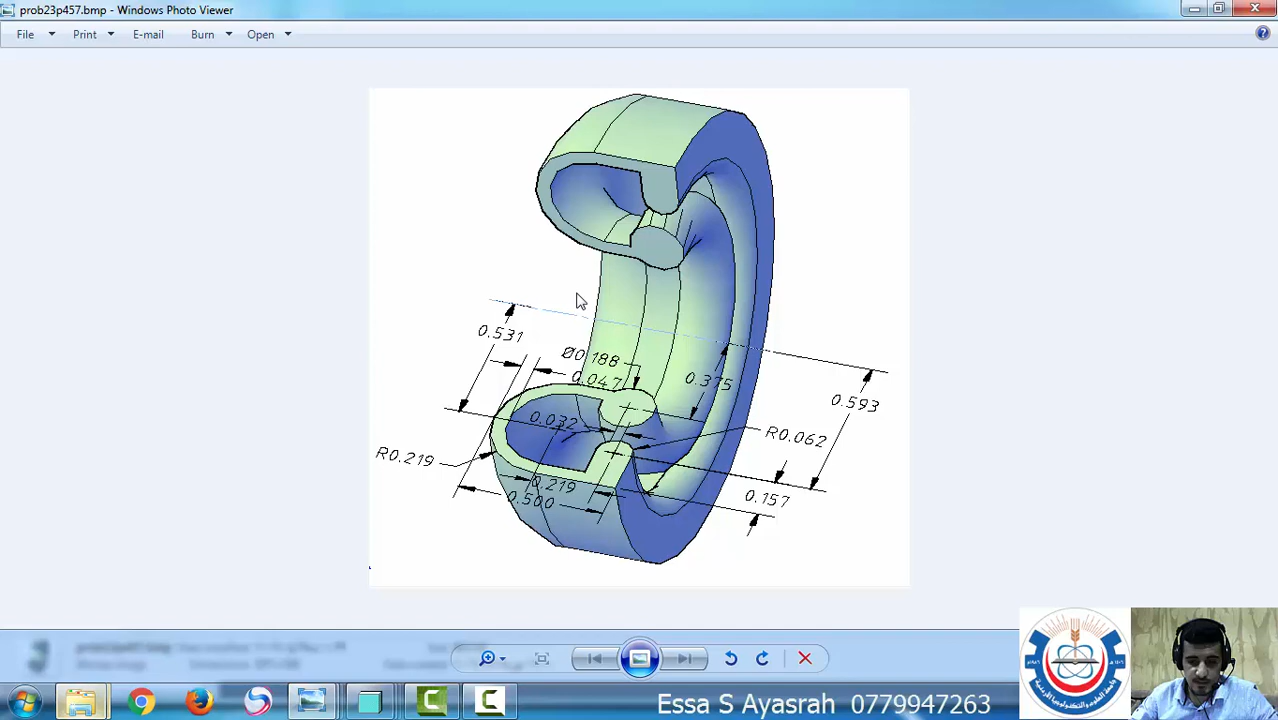 prob23p457.bmp - Windows Photo Viewer
File Print E-mail Burn Open
0.531
Ø0.188
0.047
0.375
0.593
0.032
R0.062
R0.219
0.219
0.500
0.157
Essa S Ayasrah 0779947263